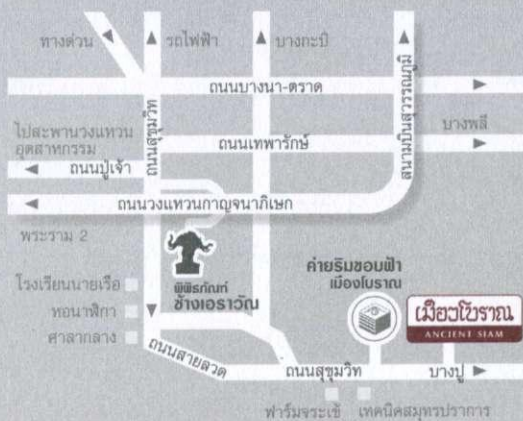 ทางด่วน
รถไฟฟ้า
บางกะปิ
ถนนบางนา-ตราด
ถนนสุขุมวิท
สนามบินสุวรรณภูมิ
ไปสะพานวงแหวน
อุตสาหกรรม
ถนนเทพารักษ์
บางพลี
ถนนปู่เจ้า
ถนนวงแหวนกาญจนาภิเษก
พระราม 2
พิพิธภัณฑ์
ช้างเอราวัณ
ค่ายริมขอบฟ้า
เมืองโบราณ
โรงเรียนนายเรือ
หอนาฬิกา
ศาลากลาง
เมืองโบราณ
ANCIENT SIAM
ถนนสายลวด
ถนนสุขุมวิท
บางปู
ฟาร์มจระเข้
เทคนิคสมุทรปราการ